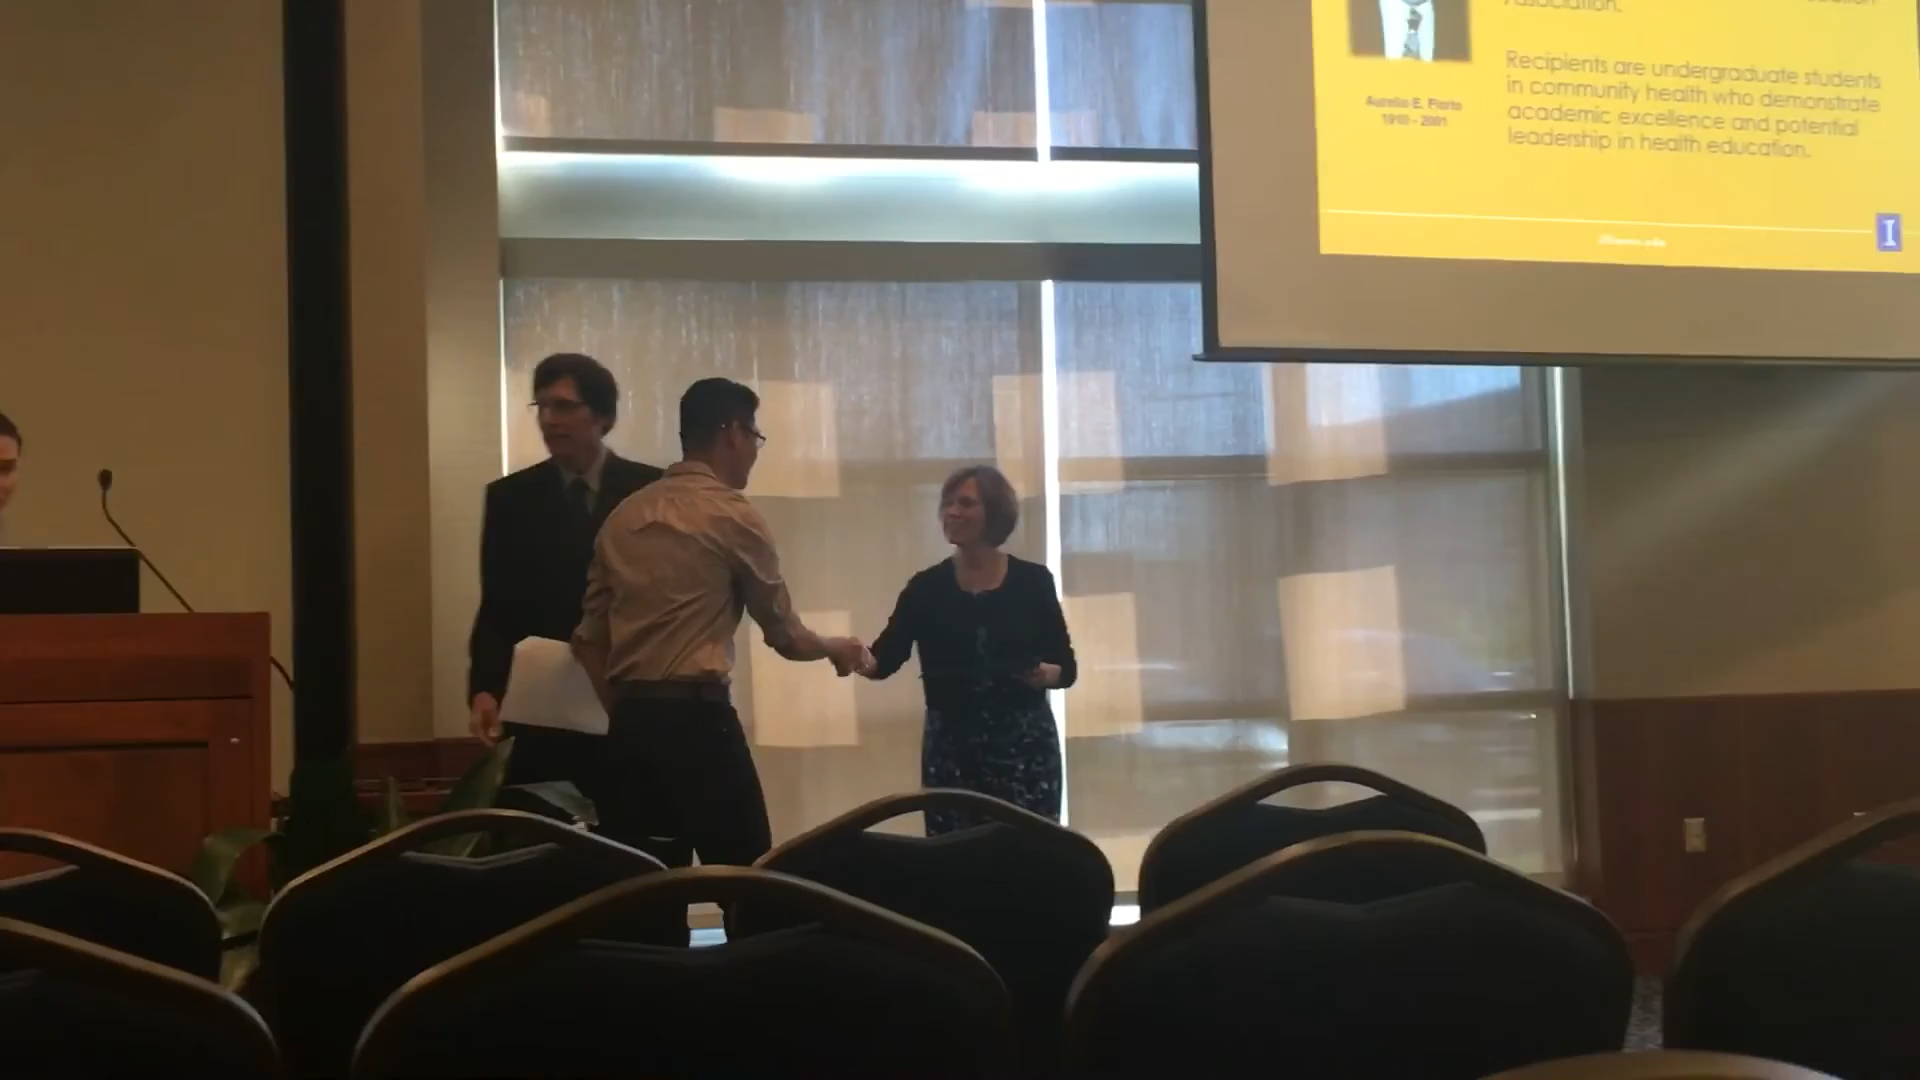 Association.
Recipients are undergraduate students
in community health who demonstrate
academic excellence and potential
leadership in health education.
Aurelio E. Florio
1910 - 2001
I